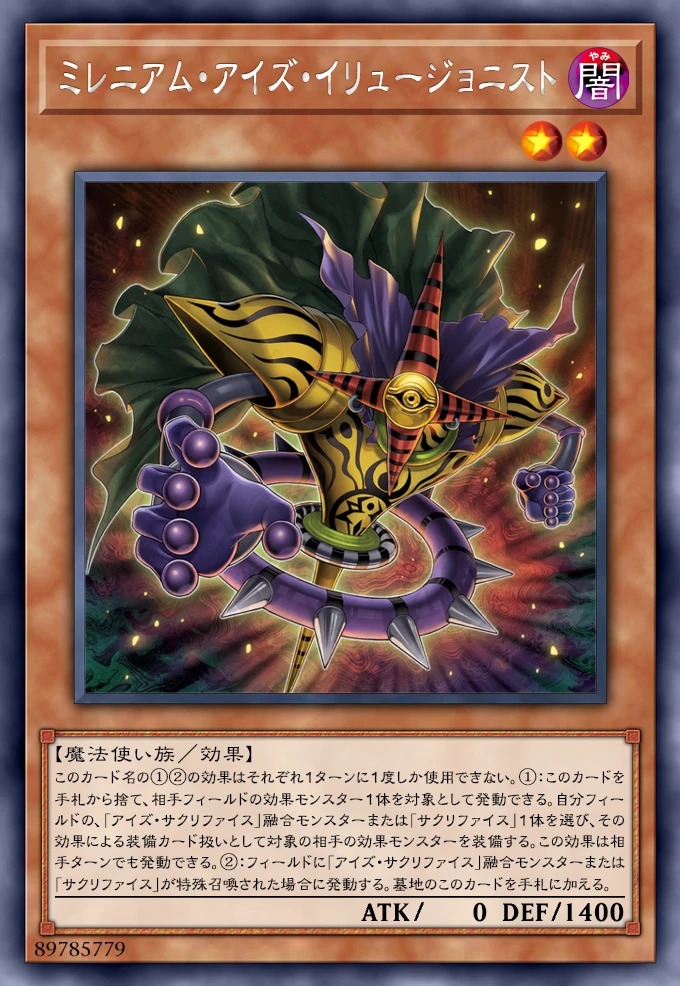 ミレニアム・アイズ・イリュージョニスト
やみ
闇
【魔法使い族／効果】
このカード名の①②の効果はそれぞれ1ターンに1度しか使用できない。①：このカードを
手札から捨て、相手フィールドの効果モンスター1体を対象として発動できる。自分フィー
ルドの、「アイズ・サクリファイス」融合モンスターまたは「サクリファイス」1体を選び、その
効果による装備カード扱いとして対象の相手の効果モンスターを装備する。この効果は相
手ターンでも発動できる。②：フィールドに「アイズ・サクリファイス」融合モンスターまたは
「サクリファイス」が特殊召喚された場合に発動する。墓地のこのカードを手札に加える。
ATK/ 0 DEF/1400
89785779